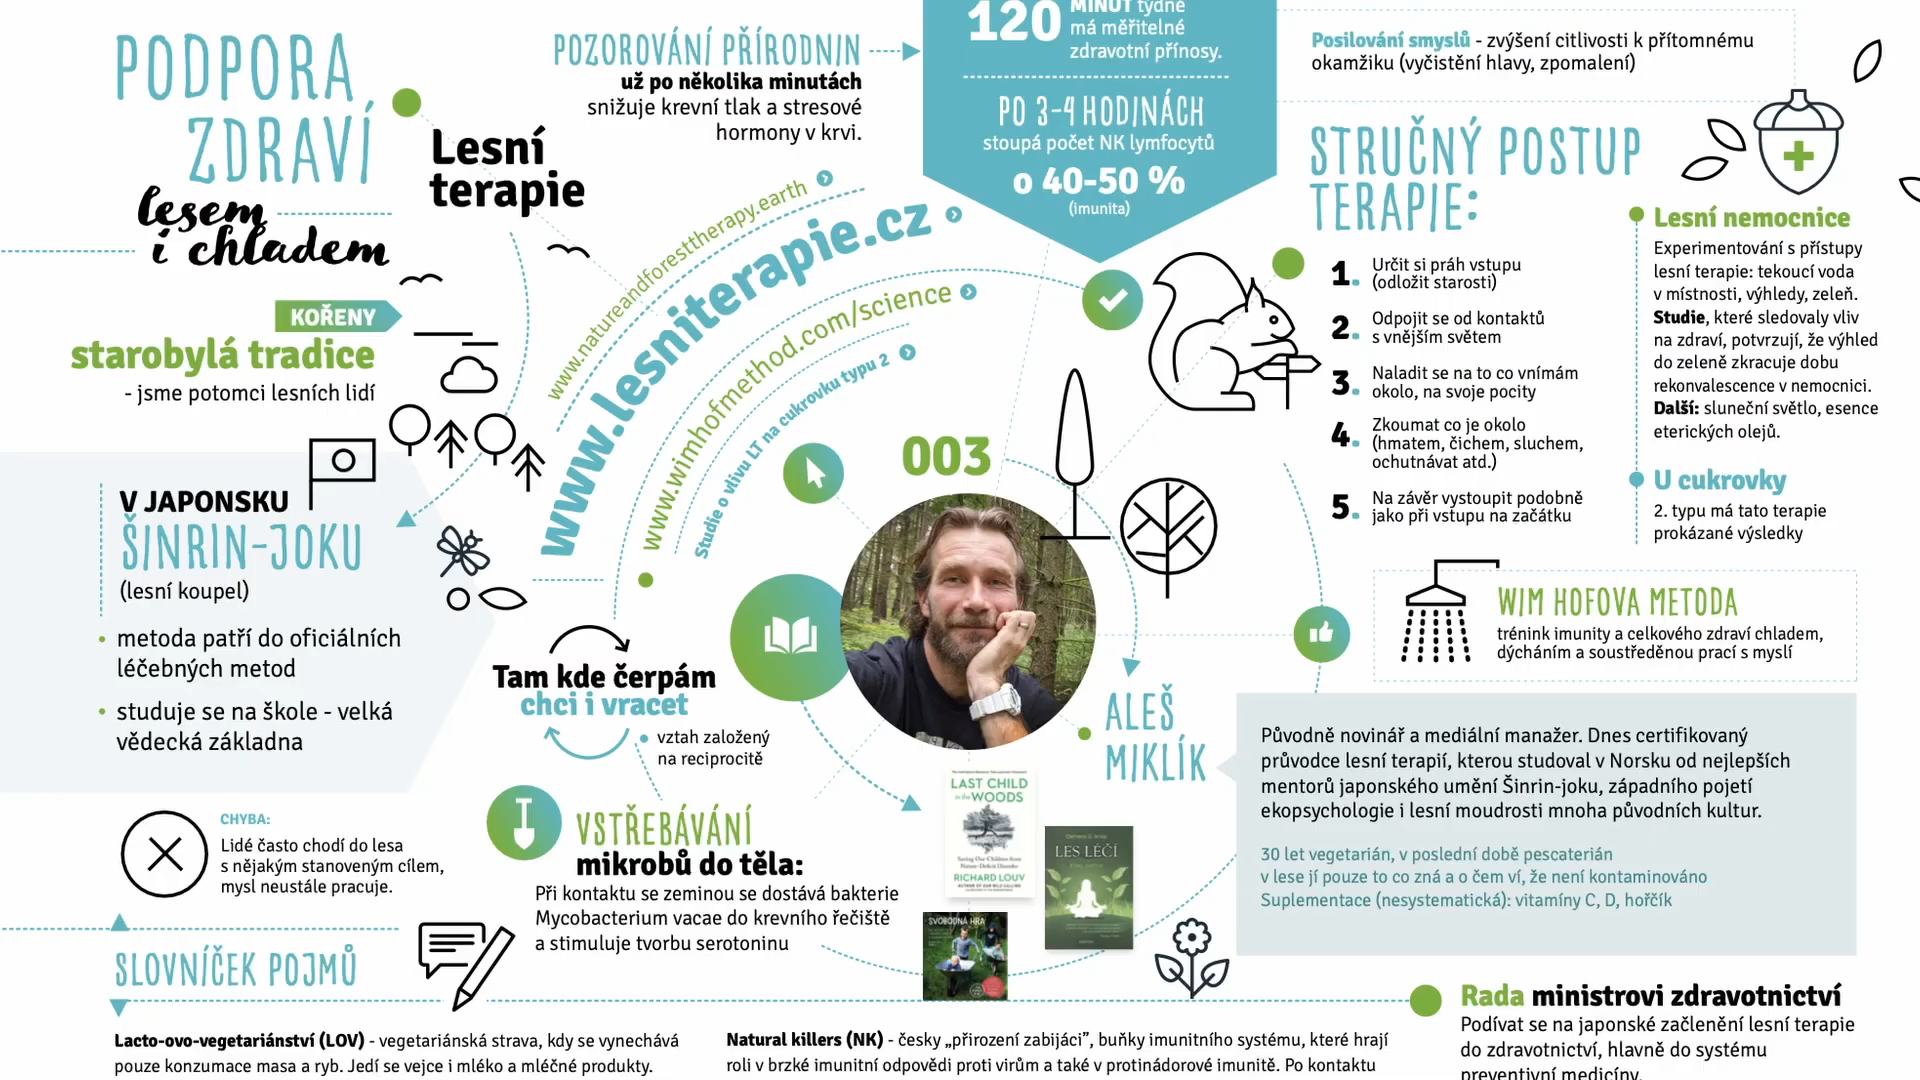 PODPORA
ZDRAVÍ
lesem
i chladem
Lesní
terapie
POZOROVÁNÍ PŘÍRODNIN
už po několika minutách
snižuje krevní tlak a stresové
hormony v krvi.
120 MINUT týdně
má měřitelné
zdravotní přínosy.
PO 3-4 HODINÁCH
stoupá počet NK lymfocytů
o 40-50 %
(imunita)
Posilování smyslů - zvýšení citlivosti k přítomnému
okamžiku (vyčistění hlavy, zpomalení)
KOŘENY
starobylá tradice
- jsme potomci lesních lidí
www.natureandforesttherapy.earth
www.lesniterapie.cz
www.wimhofmethod.com/science
Studie o vlivu LT na cukrovku typu 2
STRUČNÝ POSTUP
TERAPIE:
1. Určit si práh vstupu
(odložit starosti)
2. Odpojit se od kontaktů
s vnějším světem
3. Naladit se na to co vnímám
okolo, na svoje pocity
4. Zkoumat co je okolo
(hmatem, čichem, sluchem,
ochutnávat atd.)
5. Na závěr vystoupit podobně
jako při vstupu na začátku
Lesní nemocnice
Experimentování s přístupy
lesní terapie: tekoucí voda
v místnosti, výhledy, zeleň.
Studie, které sledovaly vliv
na zdraví, potvrzují, že výhled
do zeleně zkracuje dobu
rekonvalescence v nemocnici.
Další: sluneční světlo, esence
eterických olejů.
U cukrovky
2. typu má tato terapie
prokázané výsledky
V JAPONSKU
ŠINRIN-JOKU
(lesní koupel)
• metoda patří do oficiálních
léčebných metod
• studuje se na škole - velká
vědecká základna
003
Tam kde čerpám
chci i vracet
vztah založený
na reciprocitě
WIM HOFOVA METODA
trénink imunity a celkového zdraví chladem,
dýcháním a soustředěnou prací s myslí
ALEŠ
MIKLÍK
Původně novinář a mediální manažer. Dnes certifikovaný
průvodce lesní terapií, kterou studoval v Norsku od nejlepších
mentorů japonského umění Šinrin-joku, západního pojetí
ekopsychologie i lesní moudrosti mnoha původních kultur.
30 let vegetarián, v poslední době pescaterián
v lese jí pouze to co zná a o čem ví, že není kontaminováno
Suplementace (nesystematická): vitamíny C, D, hořčík
CHYBA:
Lidé často chodí do lesa
s nějakým stanoveným cílem,
mysl neustále pracuje.
VSTŘEBÁVÁNÍ
mikrobů do těla:
Při kontaktu se zeminou se dostává bakterie
Mycobacterium vacae do krevního řečiště
a stimuluje tvorbu serotoninu
LAST CHILD
in the WOODS
Saving Our Children from
Nature-Deficit Disorder
RICHARD LOUV
Clemens G. Arvay
LES LÉČÍ
SVOBODNÁ HRA
SLOVNÍČEK POJMŮ
Lacto-ovo-vegetariánství (LOV) - vegetariánská strava, kdy se vynechává
pouze konzumace masa a ryb. Jedí se vejce i mléko a mléčné produkty.
Natural killers (NK) - česky „přirození zabijáci”, buňky imunitního systému, které hrají
roli v brzké imunitní odpovědi proti virům a také v protinádorové imunitě. Po kontaktu
Rada ministrovi zdravotnictví
Podívat se na japonské začlenění lesní terapie
do zdravotnictví, hlavně do systému
preventivní medicíny.